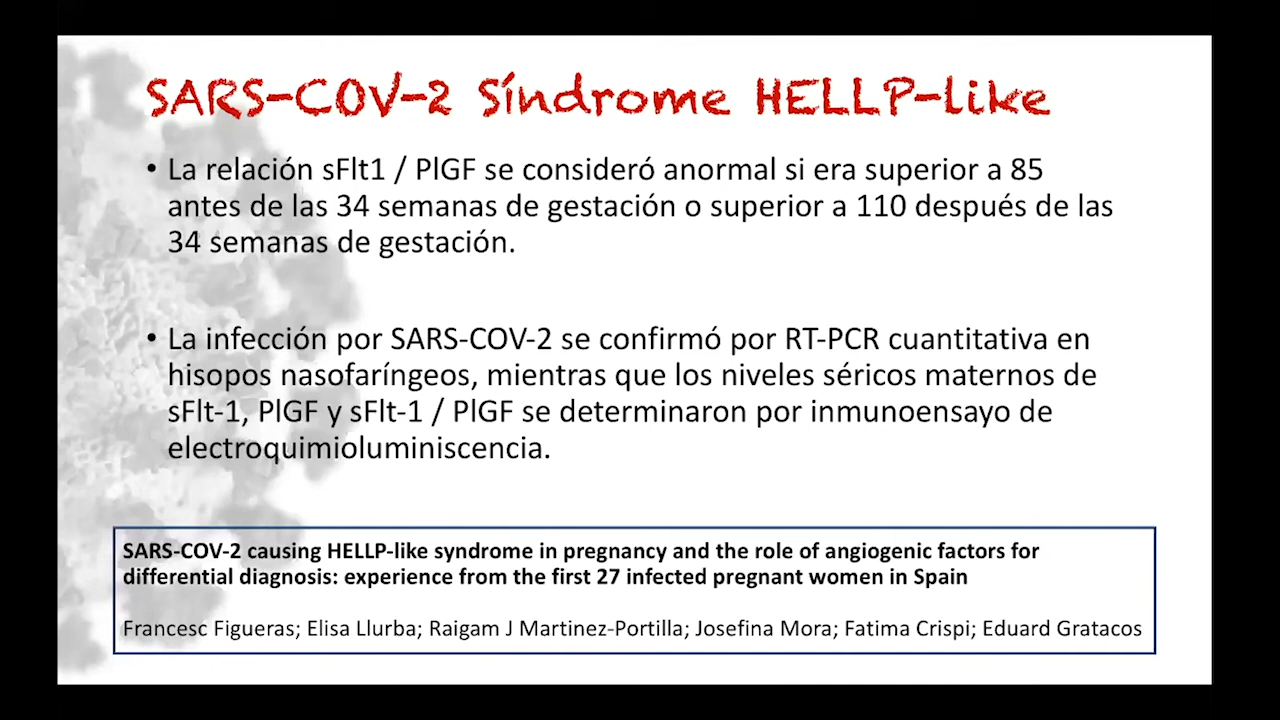 SARS-COV-2 Síndrome HELLP-like
• La relación sFlt1 / PlGF se consideró anormal si era superior a 85
antes de las 34 semanas de gestación o superior a 110 después de las
34 semanas de gestación.
• La infección por SARS-COV-2 se confirmó por RT-PCR cuantitativa en
hisopos nasofaríngeos, mientras que los niveles séricos maternos de
sFlt-1, PlGF y sFlt-1 / PlGF se determinaron por inmunoensayo de
electroquimioluminiscencia.
SARS-COV-2 causing HELLP-like syndrome in pregnancy and the role of angiogenic factors for
differential diagnosis: experience from the first 27 infected pregnant women in Spain
Francesc Figueras; Elisa Llurba; Raigam J Martinez-Portilla; Josefina Mora; Fatima Crispi; Eduard Gratacos